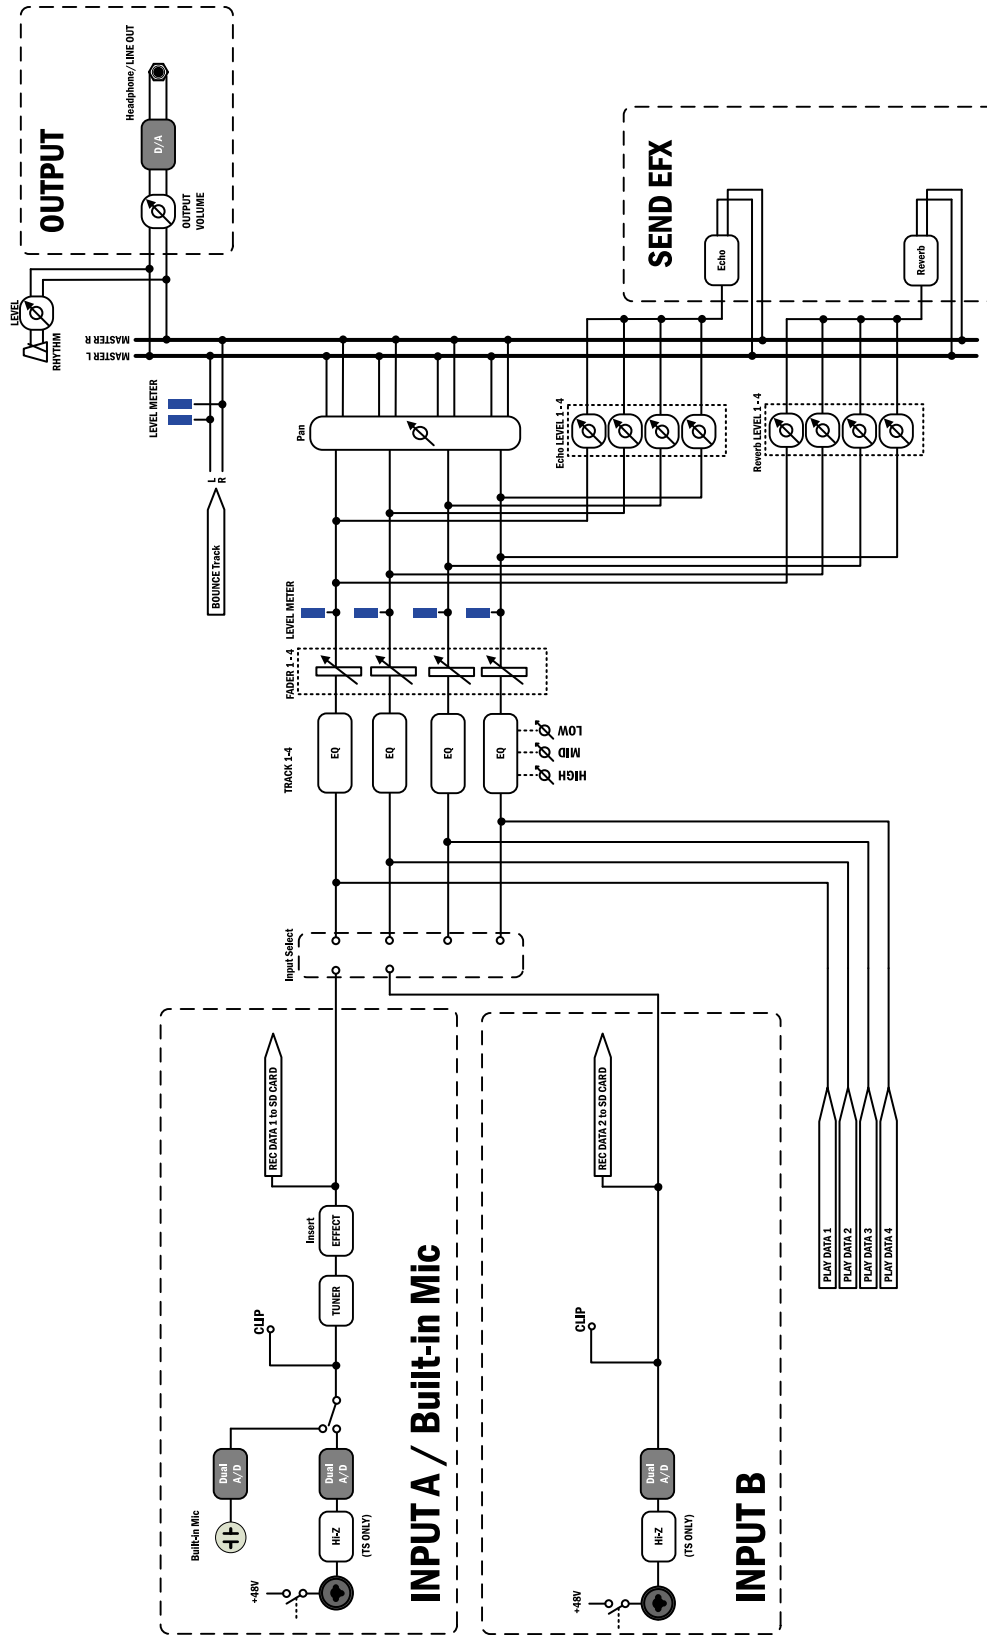 OUTPUT
Headphone/LINE OUT
D/A
OUTPUT
VOLUME
LEVEL
RHYTHM
MASTER R
MASTER L
LEVEL METER
L
R
BOUNCE Track
Pan
SEND EFX
Echo
Reverb
Echo LEVEL 1 - 4
Reverb LEVEL 1 - 4
LEVEL METER
FADER 1 - 4
TRACK 1-4
EQ
EQ
EQ
EQ
LOW
MID
HIGH
Input Select
REC DATA 1 to SD CARD
Insert
EFFECT
TUNER
CLIP
Dual
A/D
Dual
A/D
Built-in Mic
Hi-Z
(TS ONLY)
+48V
INPUT A / Built-in Mic
REC DATA 2 to SD CARD
CLIP
Dual
A/D
Hi-Z
(TS ONLY)
+48V
INPUT B
PLAY DATA 1
PLAY DATA 2
PLAY DATA 3
PLAY DATA 4